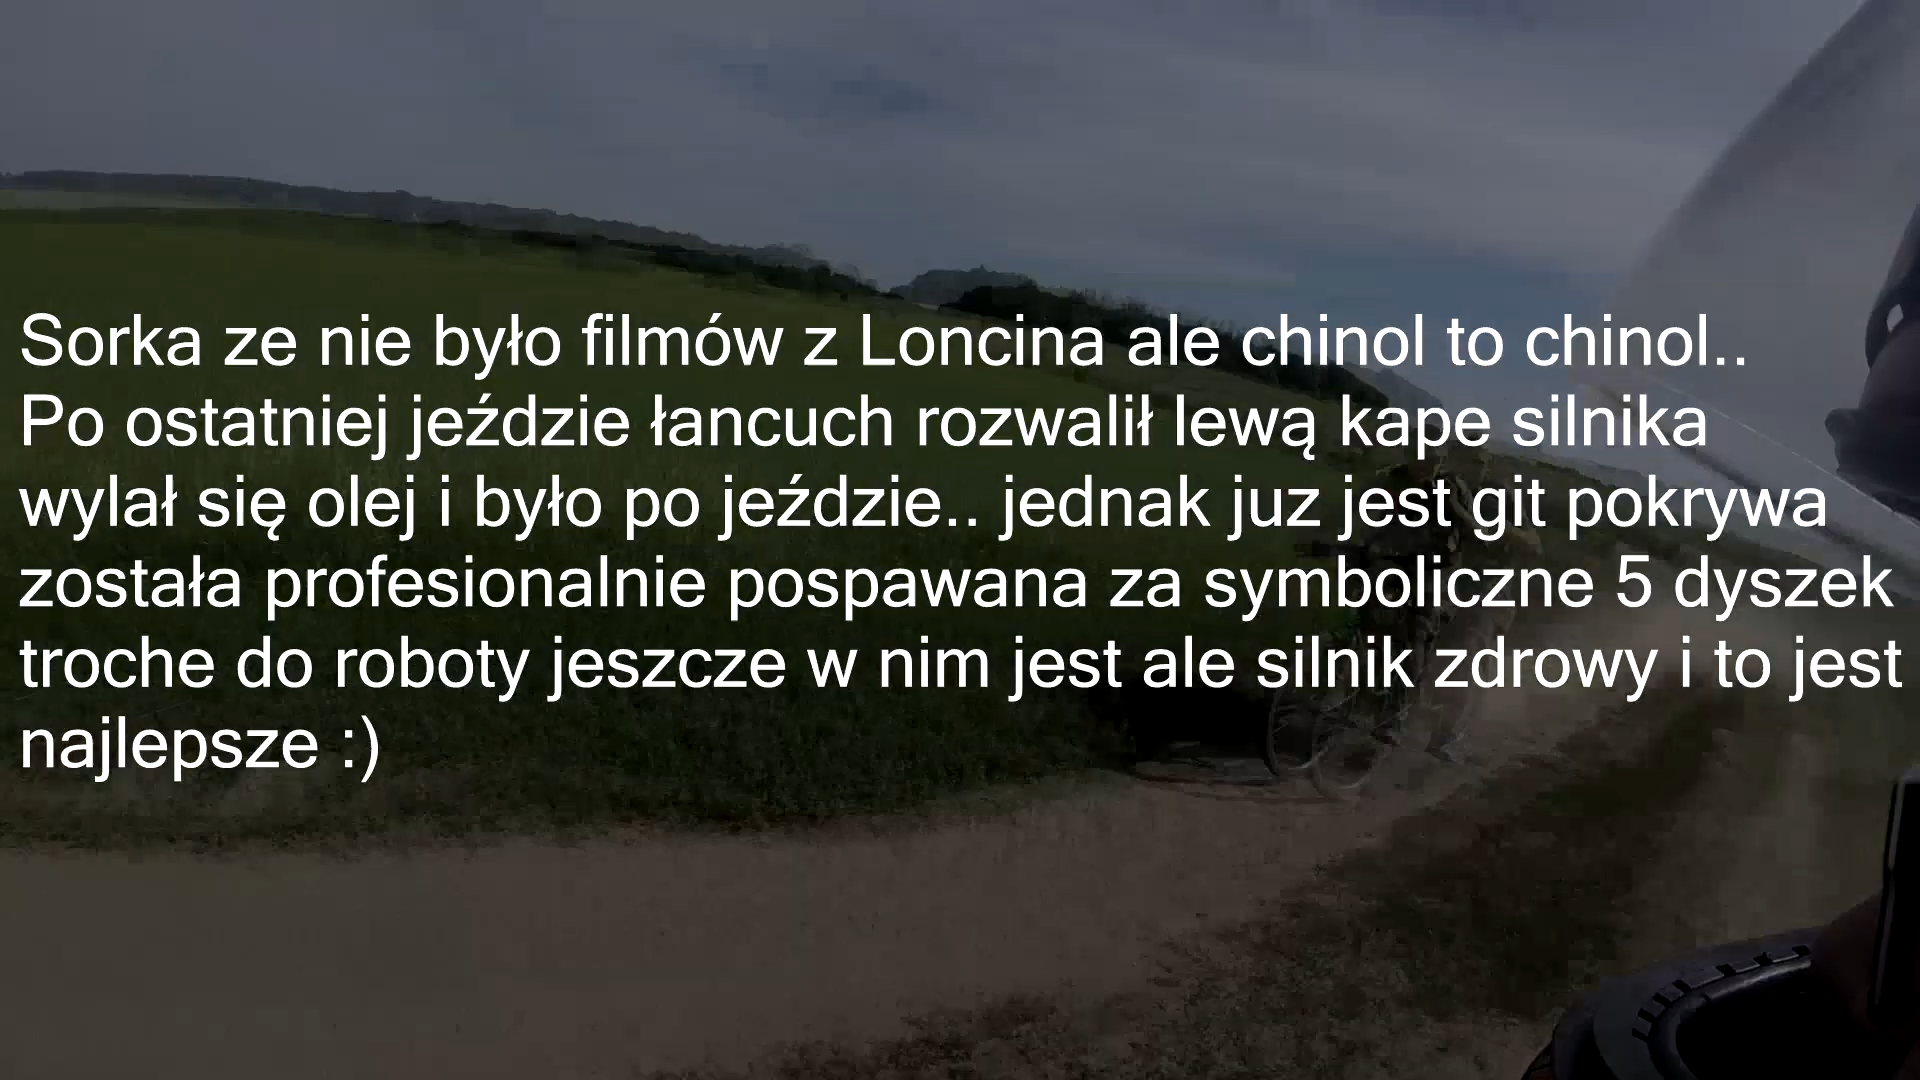 Sorka ze nie było filmów z Loncina ale chinol to chinol..
Po ostatniej jeździe łancuch rozwalił lewą kape silnika
wylał się olej i było po jeździe.. jednak juz jest git pokrywa
została profesionalnie pospawana za symboliczne 5 dyszek
troche do roboty jeszcze w nim jest ale silnik zdrowy i to jest
najlepsze :)